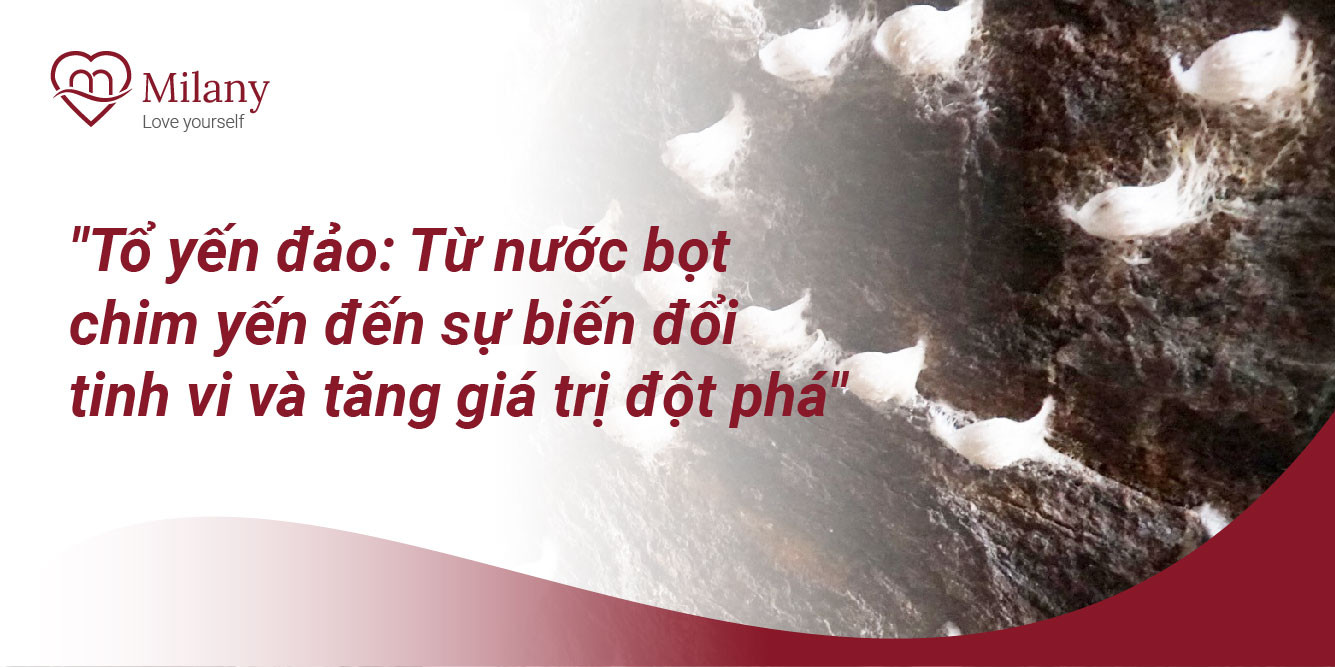 Milany
Love yourself
"Tổ yến đảo: Từ nước bọt
chim yến đến sự biến đổi
tinh vi và tăng giá trị đột phá"